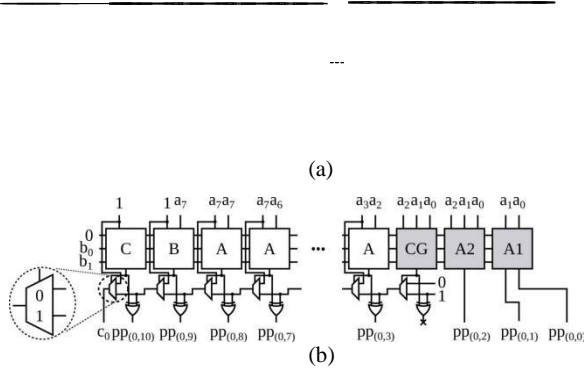 ---
(a)
1 1 a₇ a₇a₇ a₇a₆ a₃a₂ a₂a₁a₀ a₂a₁a₀ a₁a₀
0
b₀ C B A A ... A CG A2 A1
b₁
0 0
1 1
c₀ pp₍₀,₁₀₎ pp₍₀,₉₎ pp₍₀,₈₎ pp₍₀,₇₎ pp₍₀,₃₎ pp₍₀,₂₎ pp₍₀,₁₎ pp₍₀,₀₎
(b)